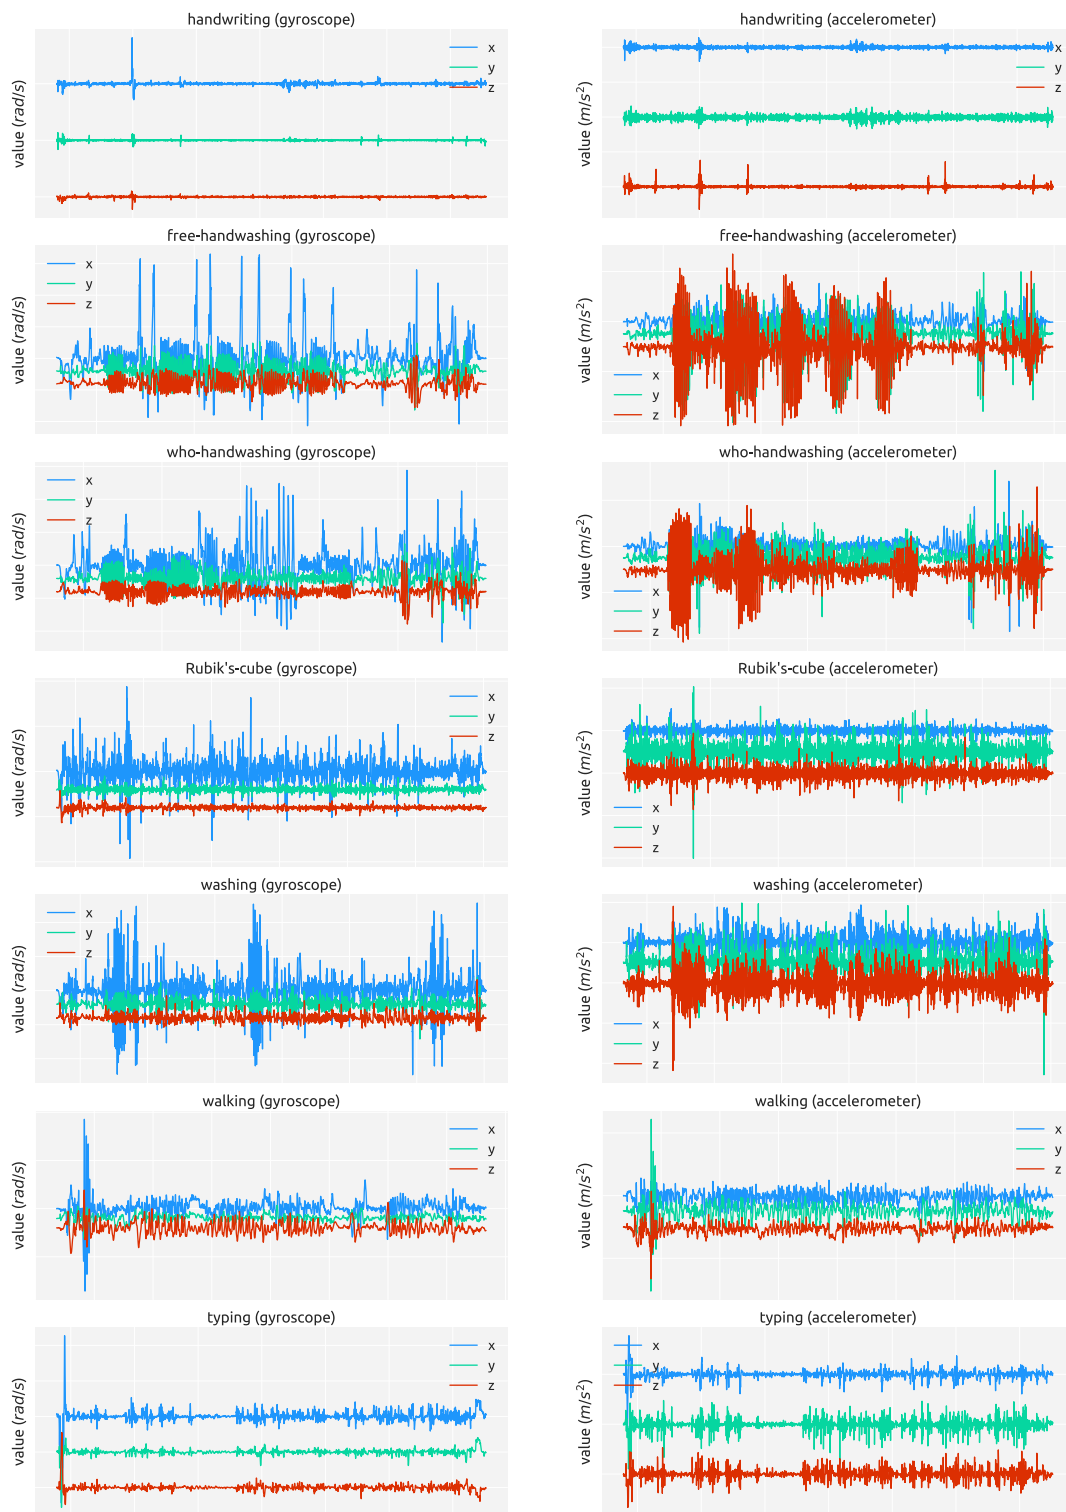 handwriting (gyroscope)
value (rad/s)
x
y
z
handwriting (accelerometer)
value (m/s²)
x
y
z
free-handwashing (gyroscope)
value (rad/s)
x
y
z
free-handwashing (accelerometer)
value (m/s²)
x
y
z
who-handwashing (gyroscope)
value (rad/s)
x
y
z
who-handwashing (accelerometer)
value (m/s²)
x
y
z
Rubik's-cube (gyroscope)
value (rad/s)
x
y
z
Rubik's-cube (accelerometer)
value (m/s²)
x
y
z
washing (gyroscope)
value (rad/s)
x
y
z
washing (accelerometer)
value (m/s²)
x
y
z
walking (gyroscope)
value (rad/s)
x
y
z
walking (accelerometer)
value (m/s²)
x
y
z
typing (gyroscope)
value (rad/s)
x
y
z
typing (accelerometer)
value (m/s²)
x
y
z